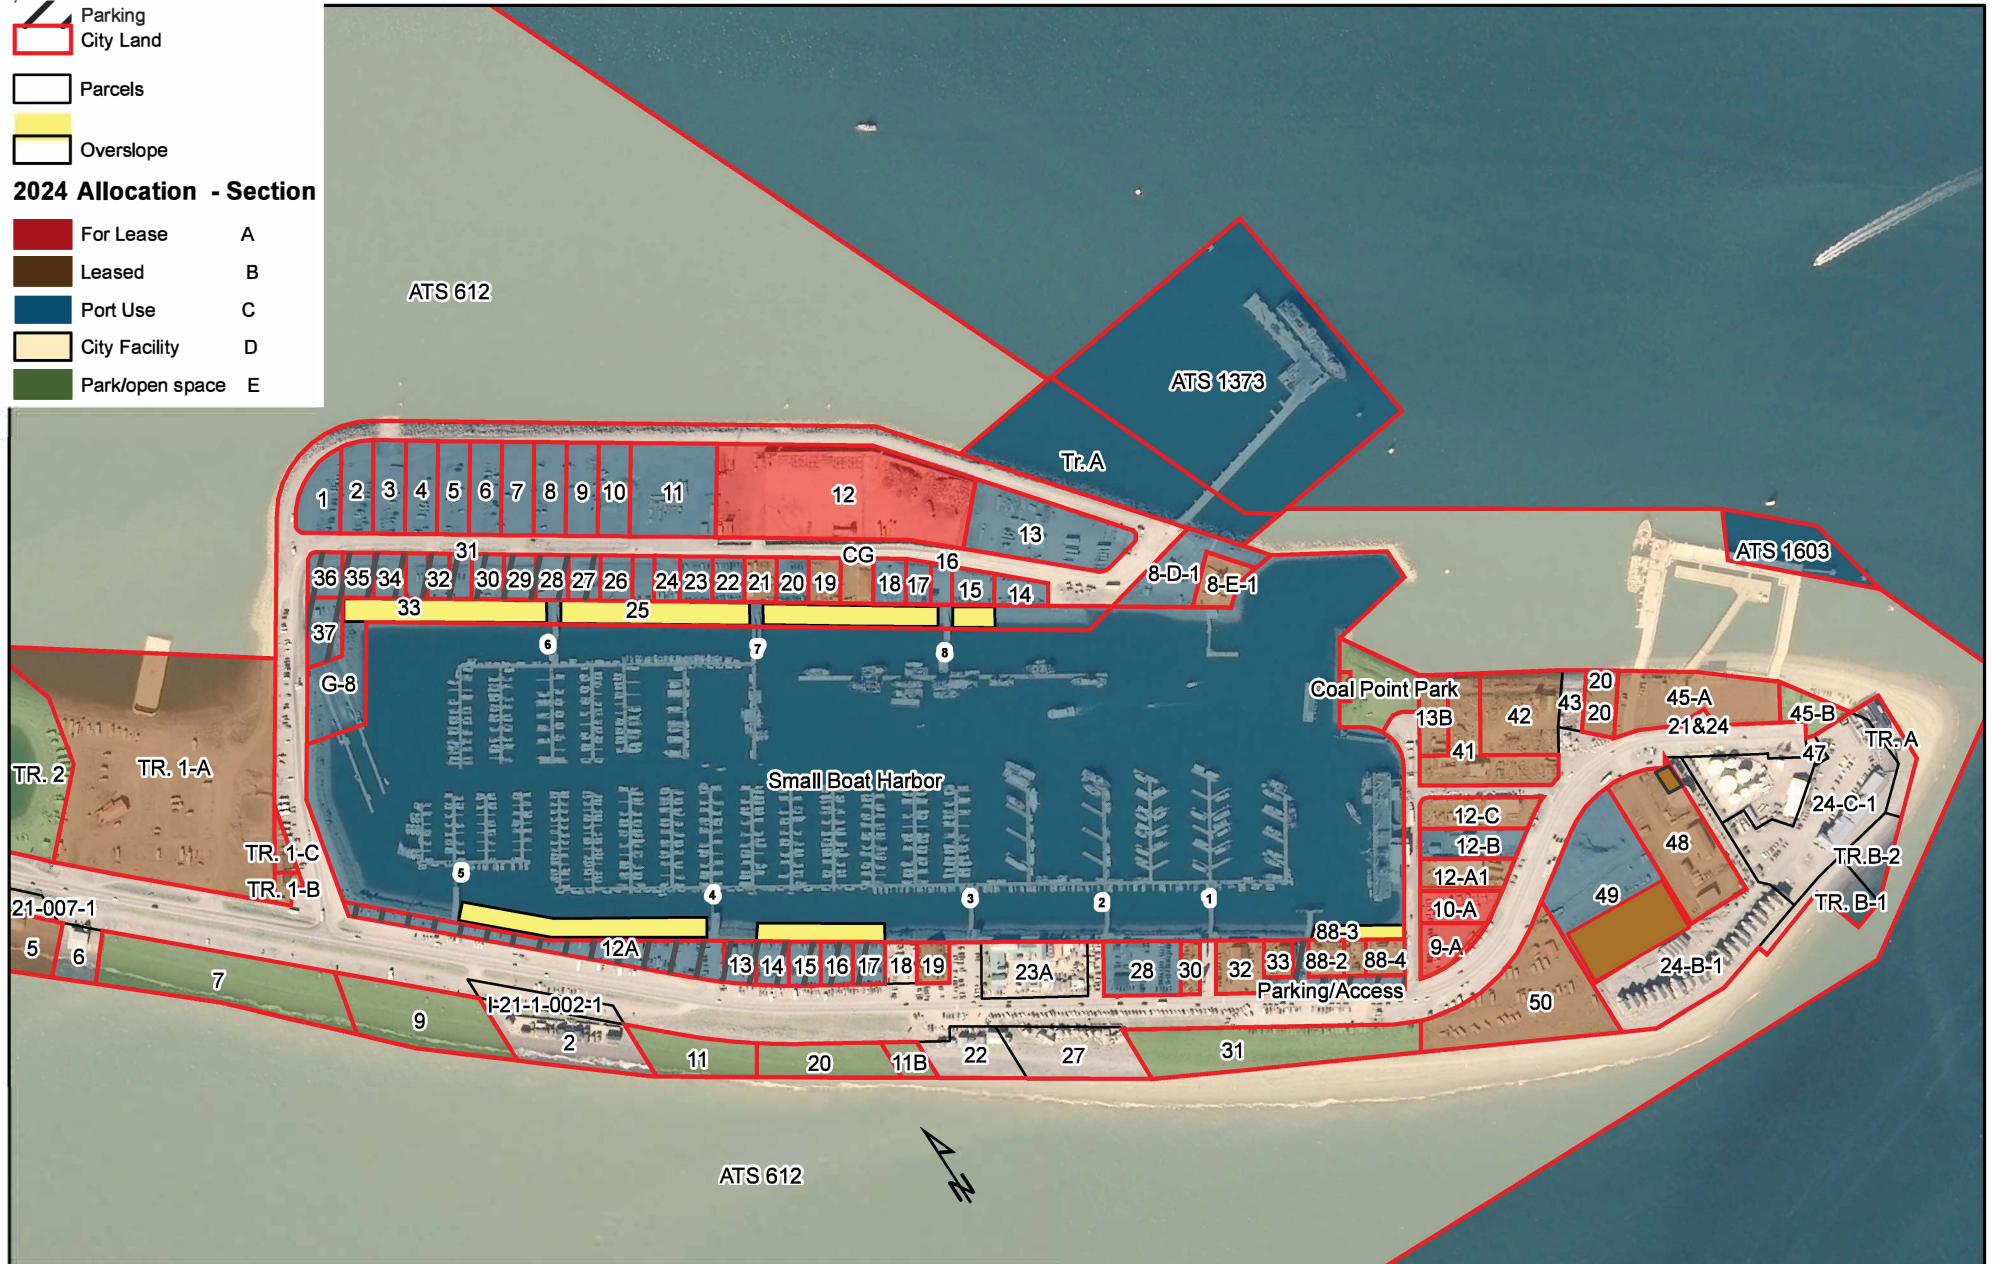 Parking
City Land
Parcels
Overslope
2024 Allocation - Section
For Lease A
Leased B
Port Use C
City Facility D
Park/open space E
ATS 612
ATS 1373
Tr. A
ATS 1603
1 2 3 4 5 6 7 8 9 10 11 12 13
31 CG 16
36 35 34 32 30 29 28 27 26 24 23 22 21 20 19 18 17 15 14
8-D-1 8-E-1
33 25
37
6 7 8
G-8
Coal Point Park
13B 41 42 43 20 20 45-A 21&24 45-B
47 TR. A
TR. 2 TR. 1-A
Small Boat Harbor
24-C-1
12-C
12-B
12-A1
10-A
9-A
48
49
TR.B-2
TR. B-1
24-B-1
50
TR. 1-C
TR. 1-B
5 4 3 2 1
21-007-1
5 6 7
12A 13 14 15 16 17 18 19 23A 28 30 32 33 88-2 88-3 88-4
Parking/Access
I-21-1-002-1
9 2 11 20 11B 22 27 31
ATS 612
N